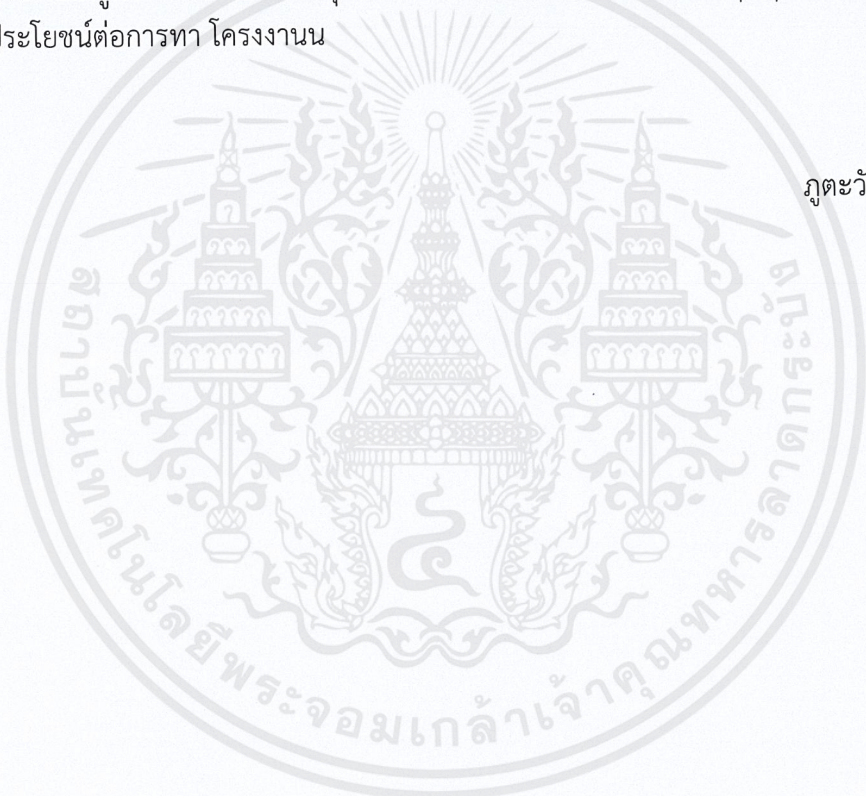 ประโยชน์ต่อการทา โครงงานน
ภูตะวั
สถาบันเทคโนโลยีพระจอมเกล้าเจ้าคุณทหารลาดกระบัง
๔